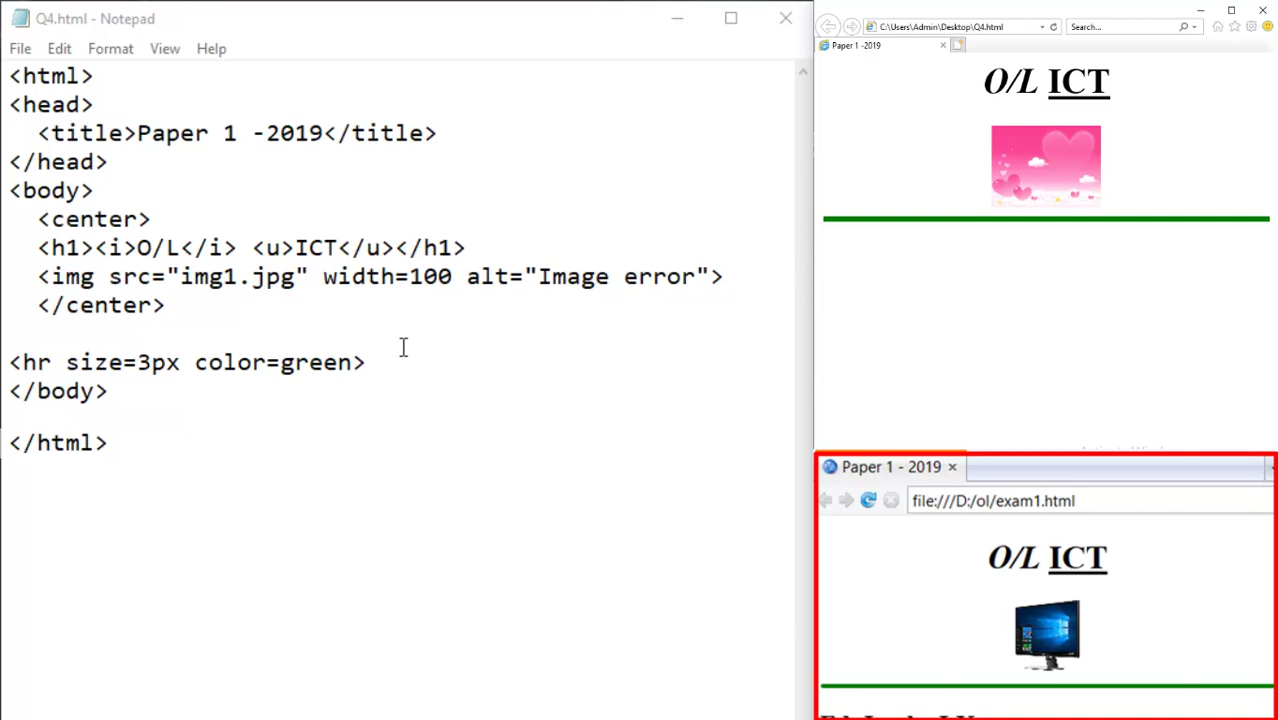 Q4.html - Notepad
File Edit Format View Help
<html>
<head>
<title>Paper 1 -2019</title>
</head>
<body>
<center>
<h1><i>O/L</i> <u>ICT</u></h1>
<img src="img1.jpg" width=100 alt="Image error">
</center>
<hr size=3px color=green>
</body>
</html>
C:\Users\Admin\Desktop\Q4.html
Search...
Paper 1 -2019
O/L ICT
Paper 1 - 2019
file:///D:/ol/exam1.html
O/L ICT